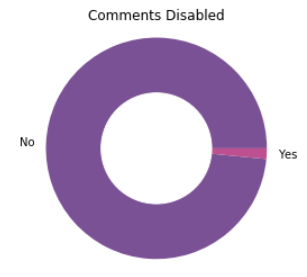 Comments Disabled
No
Yes